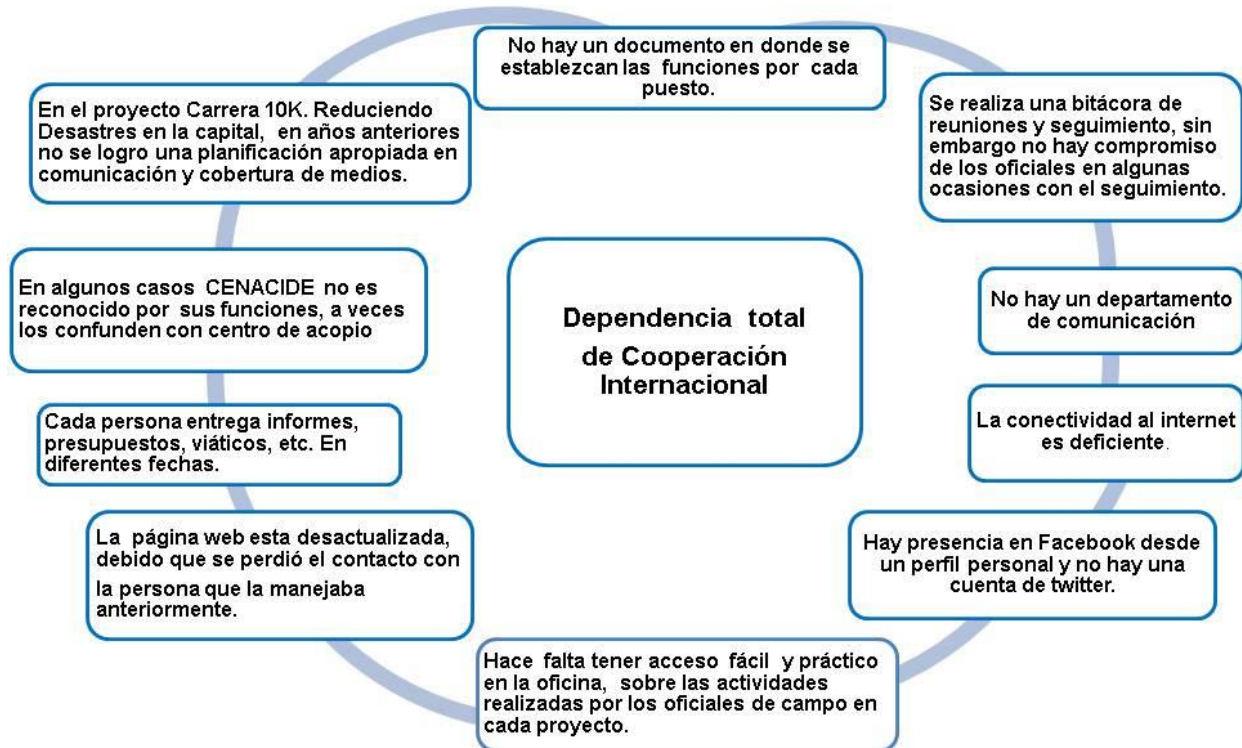 No hay un documento en donde se
establezcan las funciones por cada
puesto.
Se realiza una bitácora de
reuniones y seguimiento, sin
embargo no hay compromiso
de los oficiales en algunas
ocasiones con el seguimiento.
No hay un departamento
de comunicación
La conectividad al internet
es deficiente.
Hay presencia en Facebook desde
un perfil personal y no hay una
cuenta de twitter.
Hace falta tener acceso fácil y práctico
en la oficina, sobre las actividades
realizadas por los oficiales de campo en
cada proyecto.
La página web esta desactualizada,
debido que se perdió el contacto con
la persona que la manejaba
anteriormente.
Cada persona entrega informes,
presupuestos, viáticos, etc. En
diferentes fechas.
En algunos casos CENACIDE no es
reconocido por sus funciones, a veces
los confunden con centro de acopio
En el proyecto Carrera 10K. Reduciendo
Desastres en la capital, en años anteriores
no se logro una planificación apropiada en
comunicación y cobertura de medios.
Dependencia total
de Cooperación
Internacional